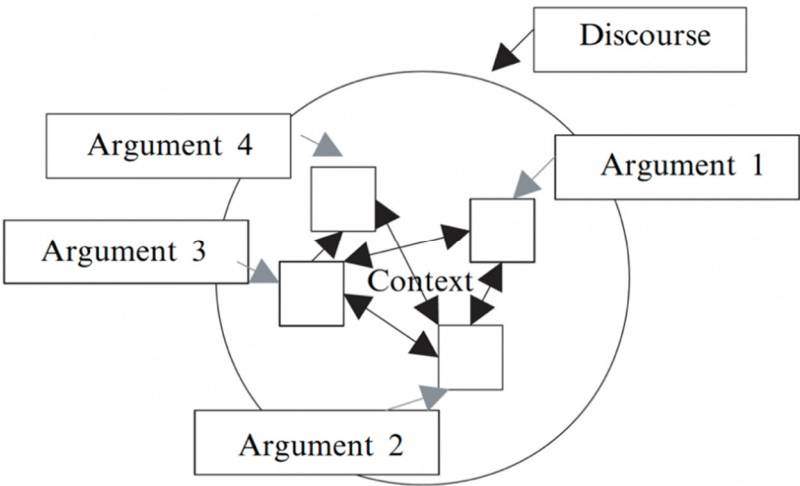 Discourse
Argument 4
Argument 1
Argument 3
Context
Argument 2